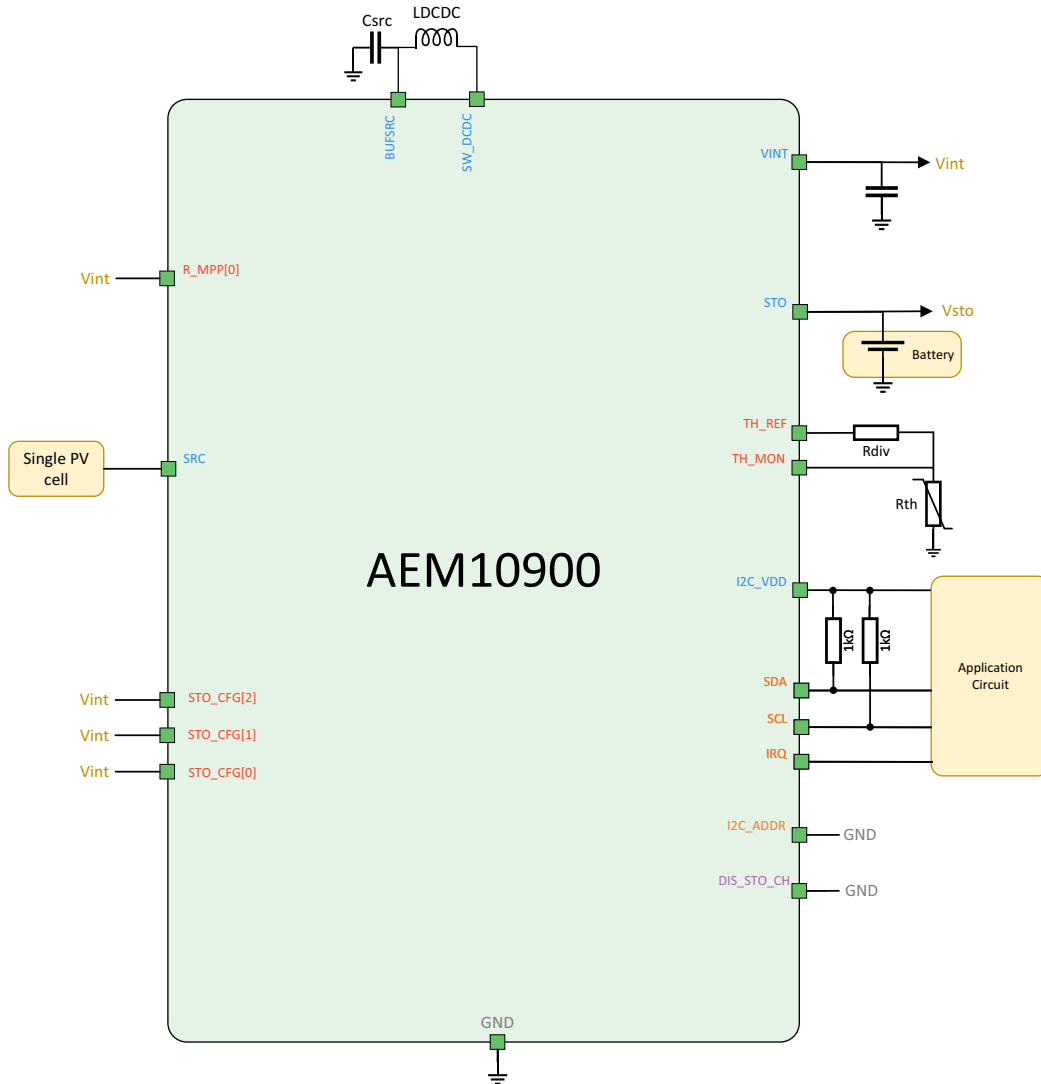 Csrc
LDCDC
BUFSRC
SW_DCDC
VINT
Vint
Vint
R_MPP[0]
STO
Vsto
Battery
TH_REF
Rdiv
TH_MON
Single PV
cell
SRC
Rth
AEM10900
I2C_VDD
1kΩ
1kΩ
Application
Circuit
Vint
STO_CFG[2]
SDA
Vint
STO_CFG[1]
SCL
Vint
STO_CFG[0]
IRQ
I2C_ADDR
GND
DIS_STO_CH
GND
GND